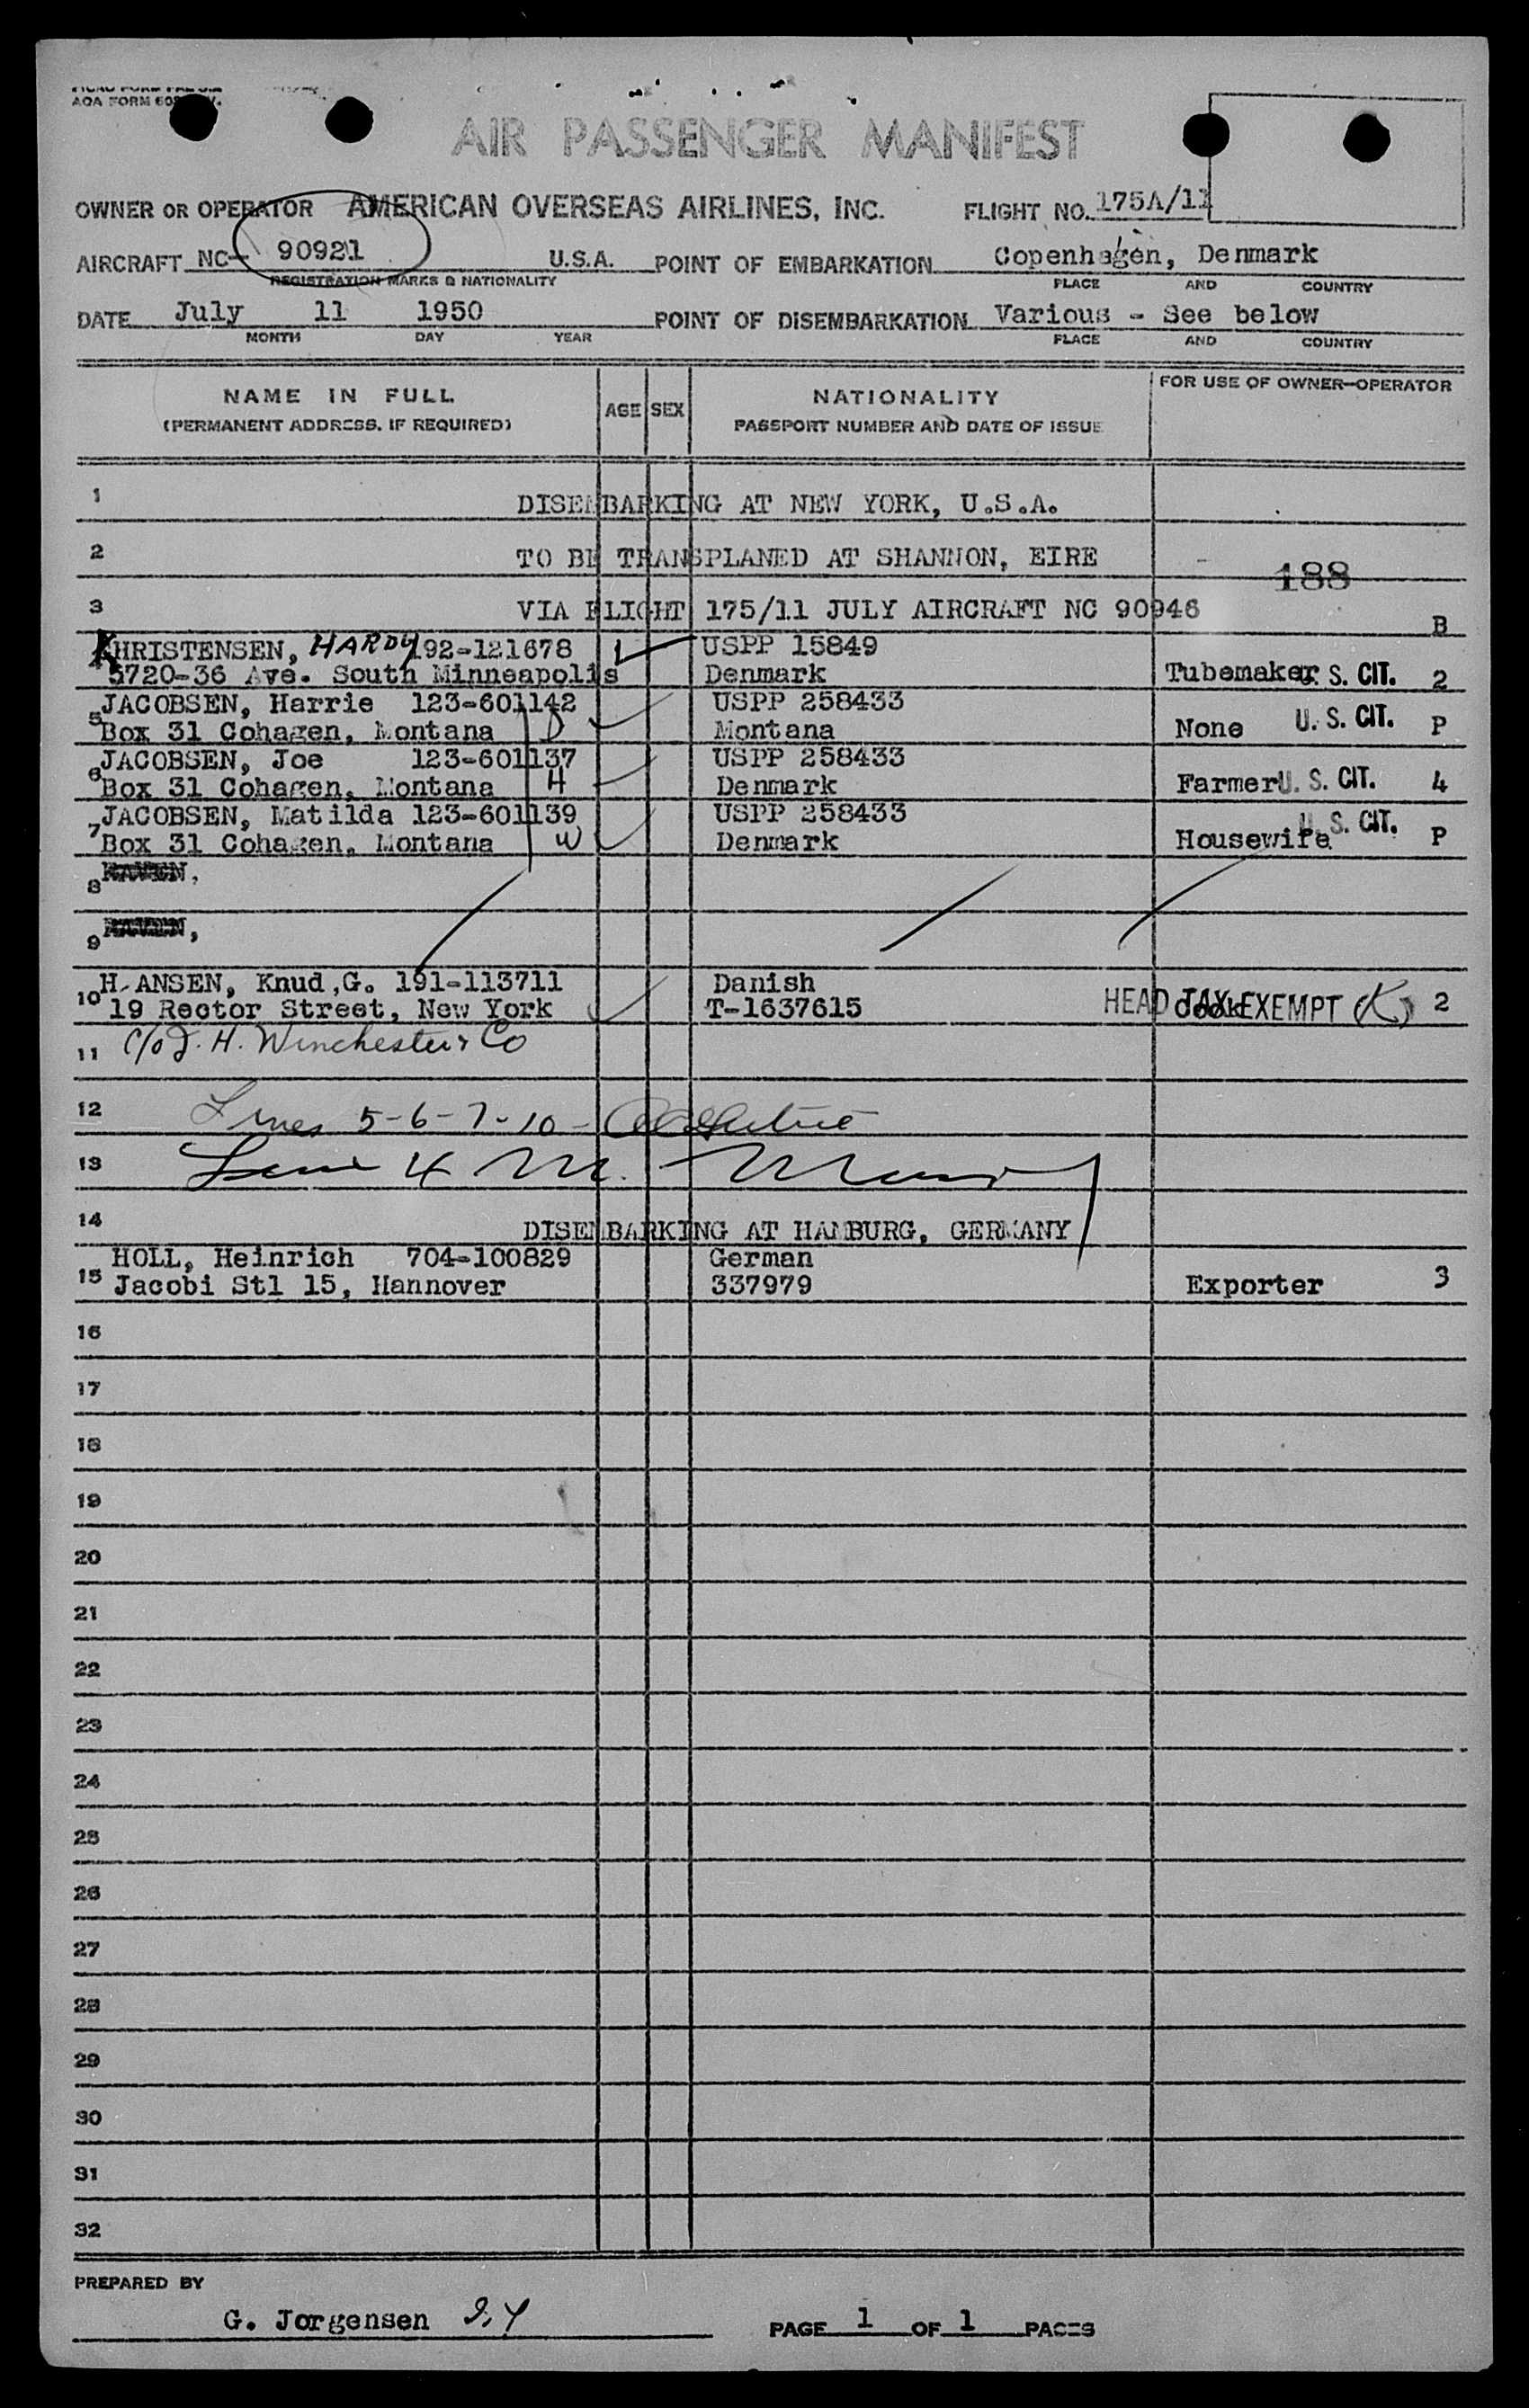 AOA FORM
AIR PASSENGER MANIFEST
OWNER OR OPERATOR AMERICAN OVERSEAS AIRLINES, INC. FLIGHT NO. 175A/11
AIRCRAFT NC- 90921 U.S.A. POINT OF EMBARKATION Copenhagen, Denmark
REGISTRATION MARKS & NATIONALITY PLACE AND COUNTRY
DATE July 11 1950 POINT OF DISEMBARKATION Various - See below
MONTH DAY YEAR PLACE AND COUNTRY
NAME IN FULL AGE SEX NATIONALITY FOR USE OF OWNER-OPERATOR
(PERMANENT ADDRESS, IF REQUIRED) PASSPORT NUMBER AND DATE OF ISSUE
1 DISEMBARKING AT NEW YORK, U.S.A.
2 TO BE TRANSPLANED AT SHANNON, EIRE 188
3 VIA FLIGHT 175/11 JULY AIRCRAFT NC 90946 B
KHRISTENSEN, HARDY 192-121678 USPP 15849
5720-36 Ave. South Minneapolis Denmark Tubemaker U. S. CIT. 2
JACOBSEN, Harrie 123-601142 USPP 258433
5 Box 31 Cohagen, Montana D Montana None U. S. CIT. P
JACOBSEN, Joe 123-601137 USPP 258433
6 Box 31 Cohagen, Montana H Denmark Farmer U. S. CIT. 4
JACOBSEN, Matilda 123-601139 USPP 258433
7 Box 31 Cohagen, Montana W Denmark Housewife U. S. CIT. P
8
9
HANSEN, Knud,G. 191-113711 Danish
10 19 Rector Street, New York T-1637615 HEAD TAX EXEMPT (K) Cook 2
11 C/o J. H. Winchester & Co
12 Lines 5-6-7-10-
13 Line 4 M.
14 DISEMBARKING AT HAMBURG, GERMANY
HOLL, Heinrich 704-100829 German
15 Jacobi Stl 15, Hannover 337979 Exporter 3
16
17
18
19
20
21
22
23
24
25
26
27
28
29
30
31
32
PREPARED BY
G. Jorgensen
PAGE 1 OF 1 PAGES